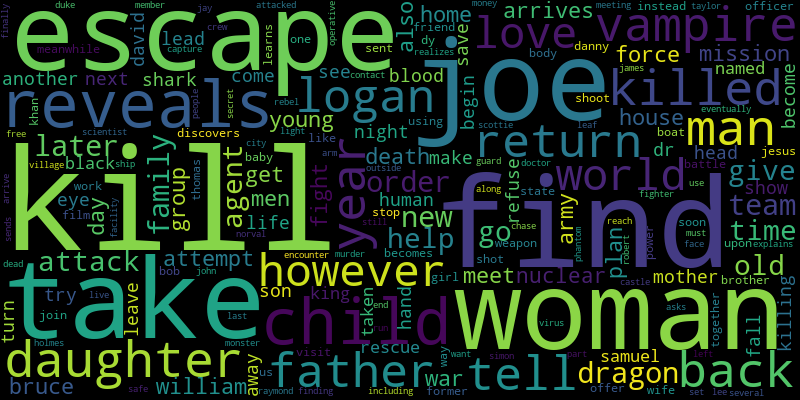 duke
member
jay
crew
attacked
money
meeting
instead
taylor
officer
finally
escape
meanwhile
david
learns
lead
one
sent
operative
also
home
friend
dy
realizes
save
love
arrives
danny
body
vampire
force
mission
another
next
shark
come
see
blood
capture
contact
joe
begin
using
shoot
james
killed
named
become
eventually
khan
reveals
people
secret
rebel
logan
young
scientist
discovers
light
night
return
scottie
leaf
house
boat
man
free
later
city
like
death
make
dr
head
jesus
village
black
ship
family
group
agent
baby
get
arm
year
guard
doctor
along
world
battle
give
kill
arrive
eye
work
day
film
facility
thomas
men
life
fight
outside
order
human
refuse
state
fighter
use
show
team
sends
norval
stop
still
new
go
chase
find
army
reach
power
soon
must
face
upon
explains
time
attack
attempt
encounter
murder
becomes
help
shot
weapon
phantom
plan
robert
dead
bob
john
however
girl
meet
nuclear
mother
castle
old
brother
take
try
live
leave
son
king
taken
end
hand
woman
asks
together
killing
turn
join
last
child
run
virus
fall
holmes
monster
visit
rescue
way
want
simon
part
samuel
left
daughter
away
us
father
war
tell
dragon
back
bruce
safe
william
raymond
finding
including
former
offer
wife
set
lee
several